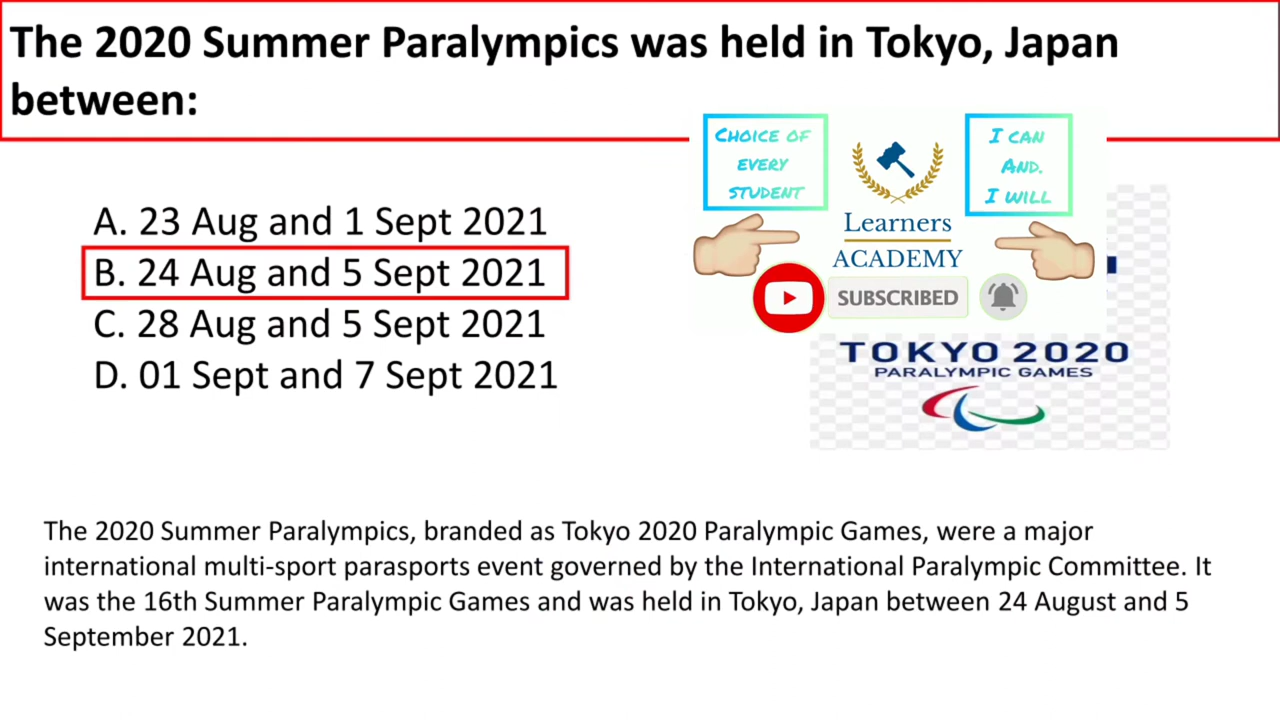 The 2020 Summer Paralympics was held in Tokyo, Japan
between:
CHOICE OF
EVERY
STUDENT
I CAN
AND.
I WILL
Learners
ACADEMY
SUBSCRIBED
A. 23 Aug and 1 Sept 2021
B. 24 Aug and 5 Sept 2021
C. 28 Aug and 5 Sept 2021
D. 01 Sept and 7 Sept 2021
TOKYO 2020
PARALYMPIC GAMES
The 2020 Summer Paralympics, branded as Tokyo 2020 Paralympic Games, were a major
international multi-sport parasports event governed by the International Paralympic Committee. It
was the 16th Summer Paralympic Games and was held in Tokyo, Japan between 24 August and 5
September 2021.